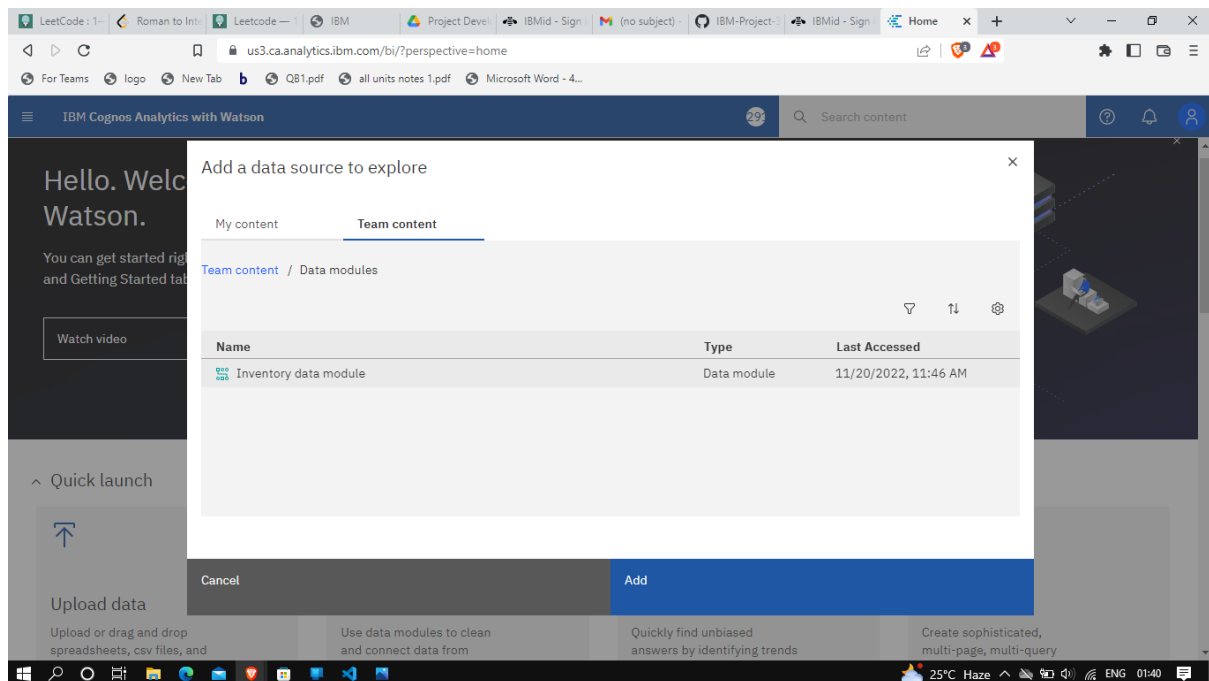 LeetCode : 1-
Roman to Inte
Leetcode — 1
IBM
Project Devel
IBMid - Sign i
(no subject) -
IBM-Project-3
IBMid - Sign i
Home
us3.ca.analytics.ibm.com/bi/?perspective=home
For Teams
logo
New Tab
QB1.pdf
all units notes 1.pdf
Microsoft Word - 4...
IBM Cognos Analytics with Watson
Search content
Hello. Welc
Watson.
You can get started rig
and Getting Started tab
Watch video
Add a data source to explore
My content
Team content
Team content / Data modules
Name Type Last Accessed
Inventory data module Data module 11/20/2022, 11:46 AM
Cancel
Add
Quick launch
Upload data
Upload or drag and drop
spreadsheets, csv files, and
Use data modules to clean
and connect data from
Quickly find unbiased
answers by identifying trends
Create sophisticated,
multi-page, multi-query
25°C Haze
ENG
01:40